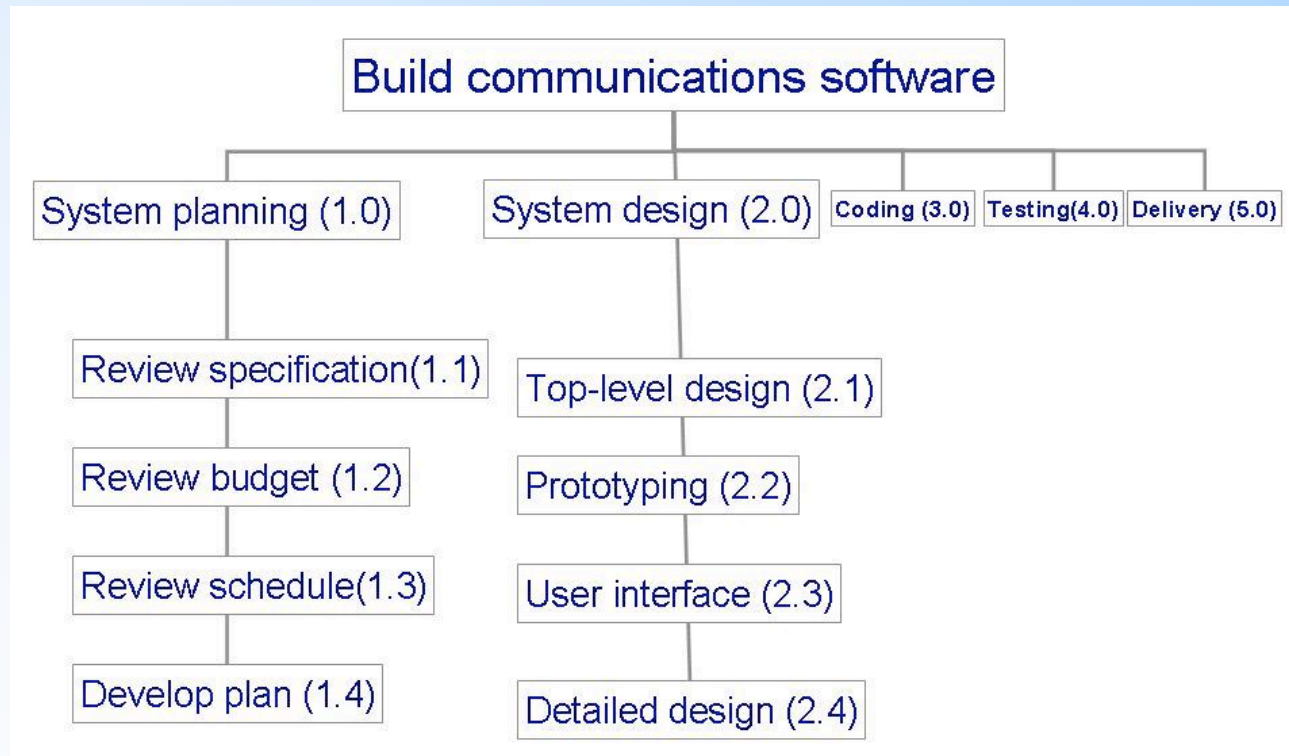 Build communications software
System planning (1.0)
System design (2.0)
Coding (3.0)
Testing(4.0)
Delivery (5.0)
Review specification(1.1)
Review budget (1.2)
Review schedule(1.3)
Develop plan (1.4)
Top-level design (2.1)
Prototyping (2.2)
User interface (2.3)
Detailed design (2.4)